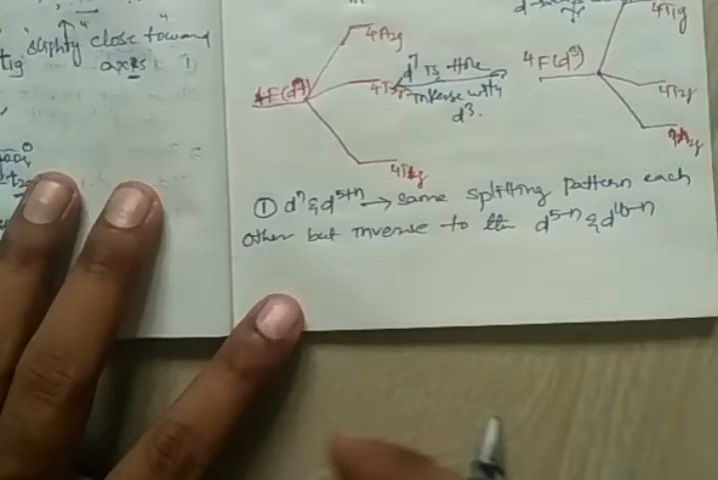 slightly close toward
t1g axes
4A2g
4T1g
4F(d7)
d7 is the
inverse with
d3.
4F(d3)
4T2g
4T1g
4A2g
① dn & d5+n → same splitting pattern each
other but inverse to the d5-n & d10-n